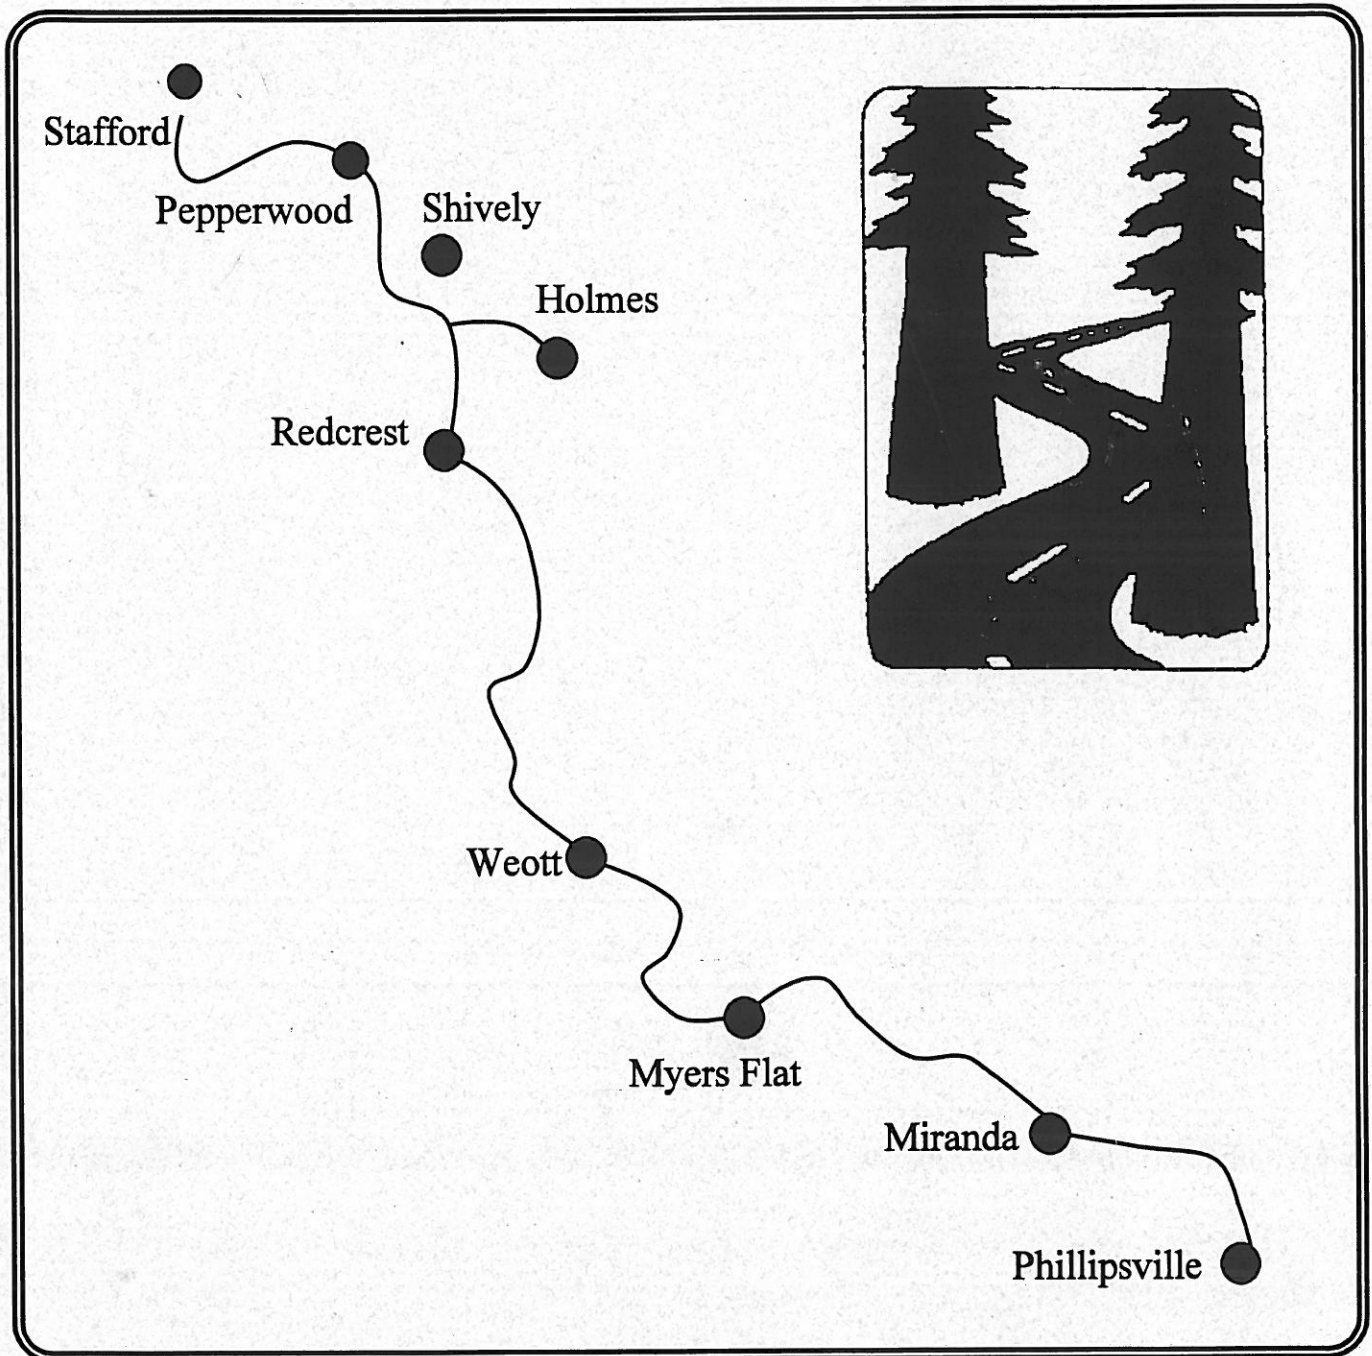 Stafford
Pepperwood
Shively
Holmes
Redcrest
Weott
Myers Flat
Miranda
Phillipsville